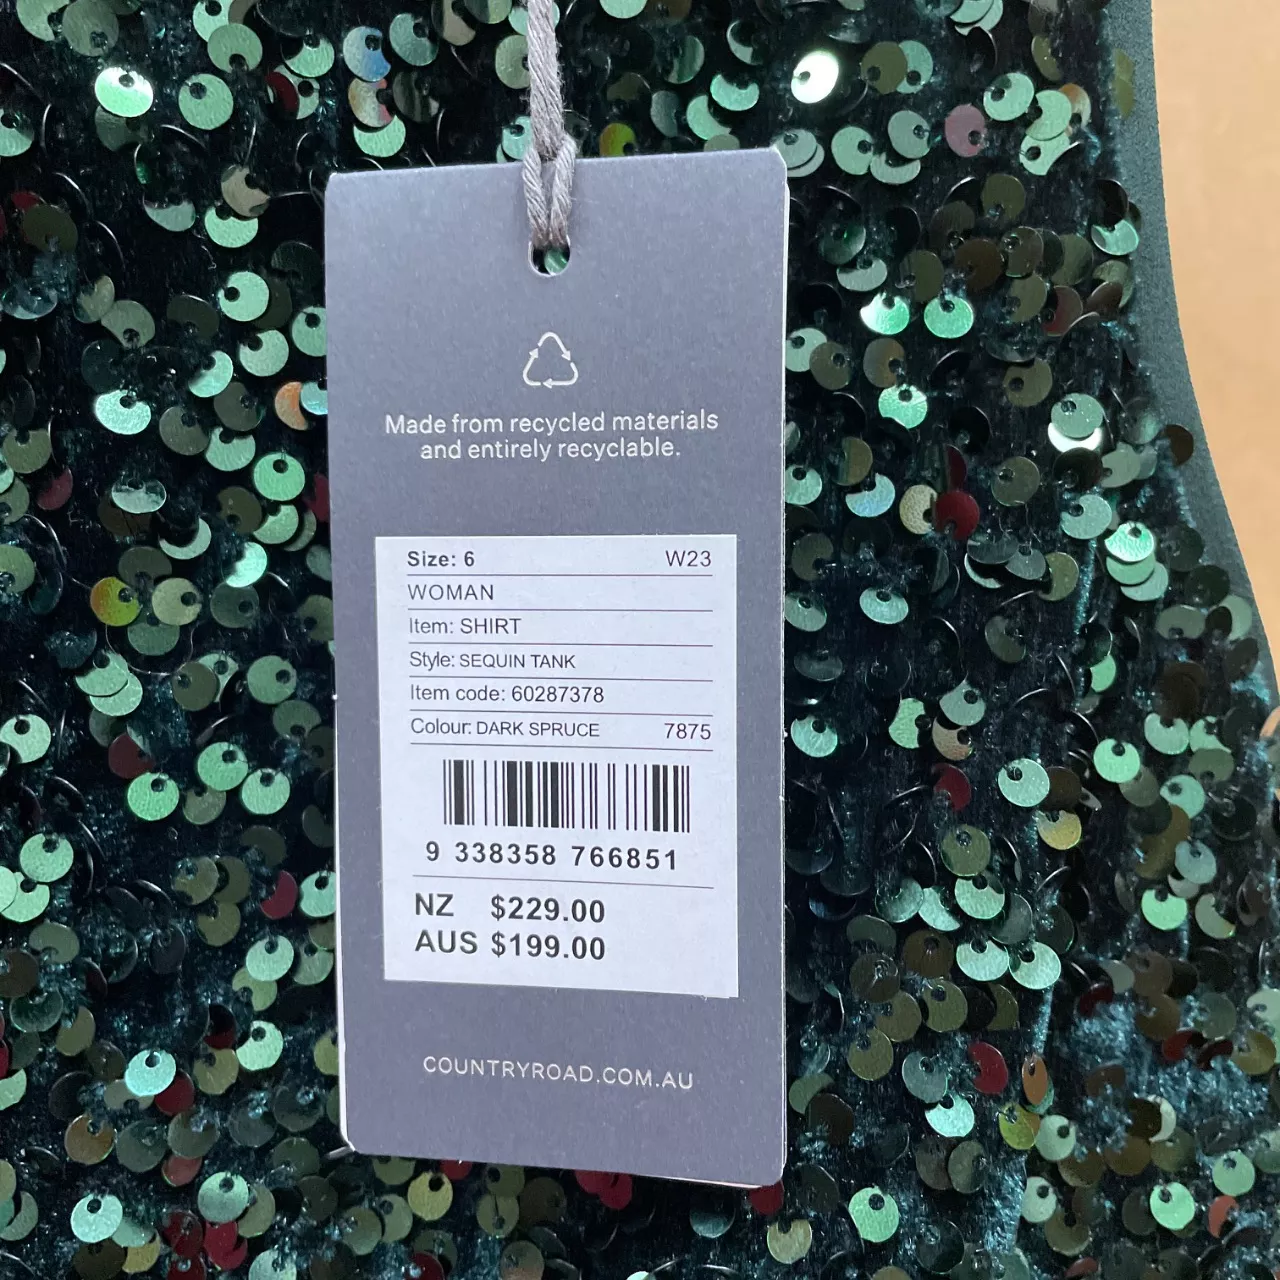 Made from recycled materials
and entirely recyclable.
Size: 6 W23
WOMAN
Item: SHIRT
Style: SEQUIN TANK
Item code: 60287378
Colour: DARK SPRUCE 7875
9 338358 766851
NZ $229.00
AUS $199.00
COUNTRYROAD.COM.AU